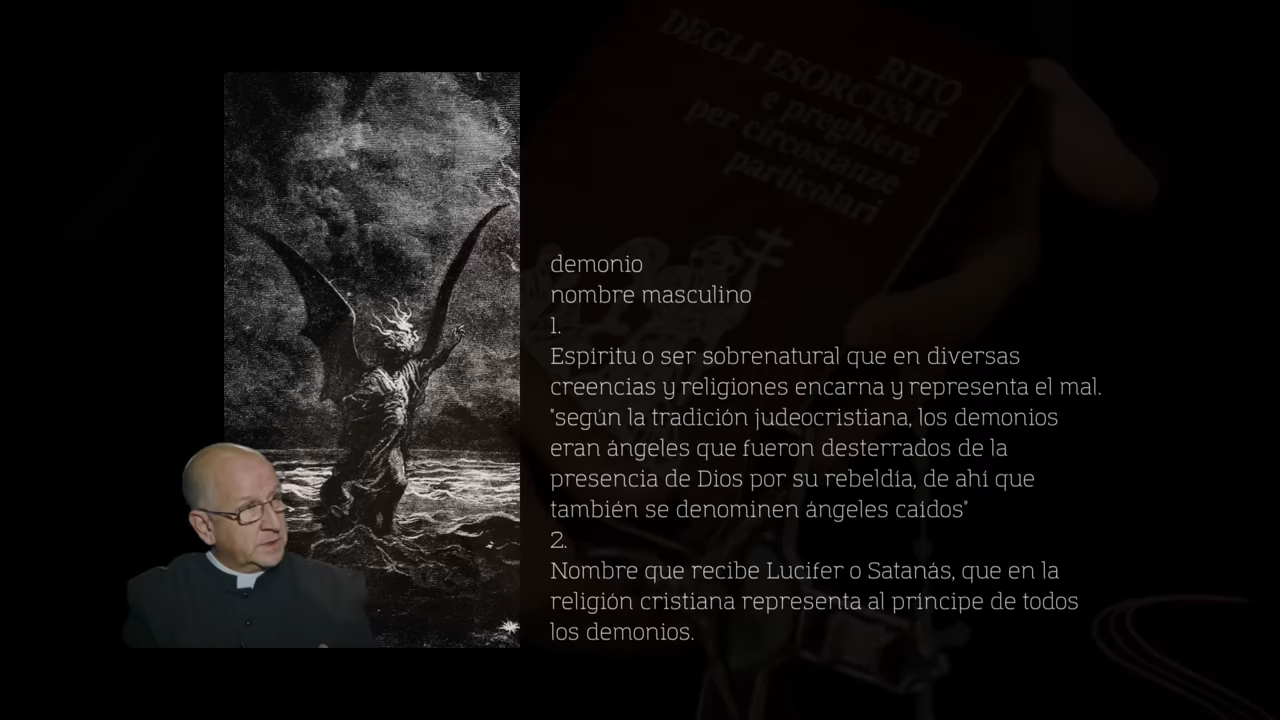 RITO
DEGLI ESORCISMI
e preghiere
per circostanze
particolari
demonio
nombre masculino
1.
Espíritu o ser sobrenatural que en diversas
creencias y religiones encarna y representa el mal.
"según la tradición judeocristiana, los demonios
eran ángeles que fueron desterrados de la
presencia de Dios por su rebeldía, de ahí que
también se denominen ángeles caídos"
2.
Nombre que recibe Lucifer o Satanás, que en la
religión cristiana representa al príncipe de todos
los demonios.